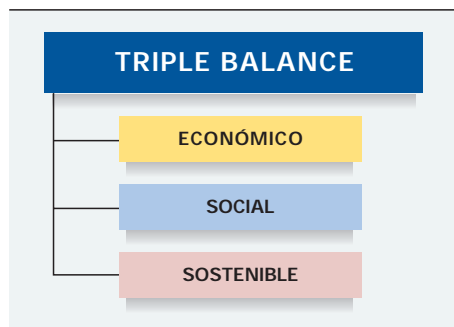 TRIPLE BALANCE
ECONÓMICO
SOCIAL
SOSTENIBLE